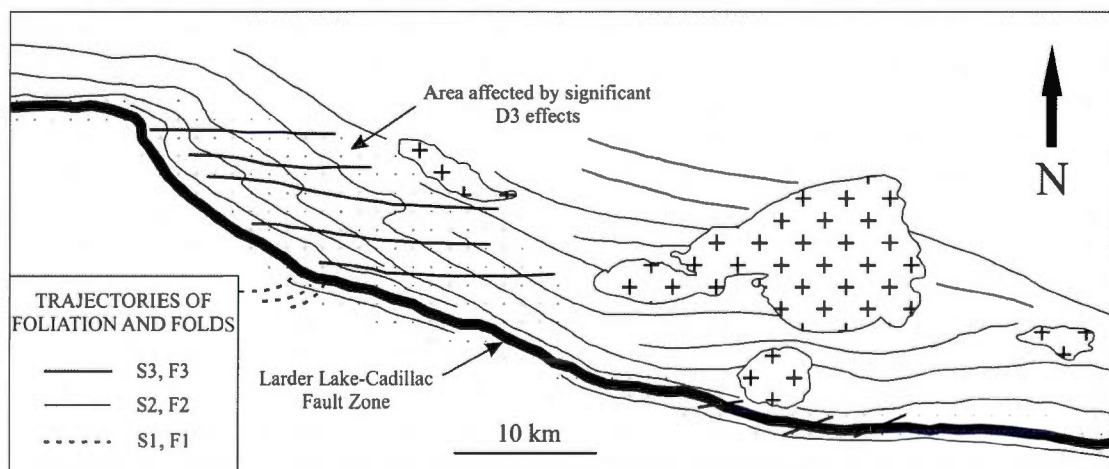 Area affected by significant
D3 effects
N
TRAJECTORIES OF
FOLIATION AND FOLDS
S3, F3
S2, F2
S1, F1
Larder Lake-Cadillac
Fault Zone
10 km